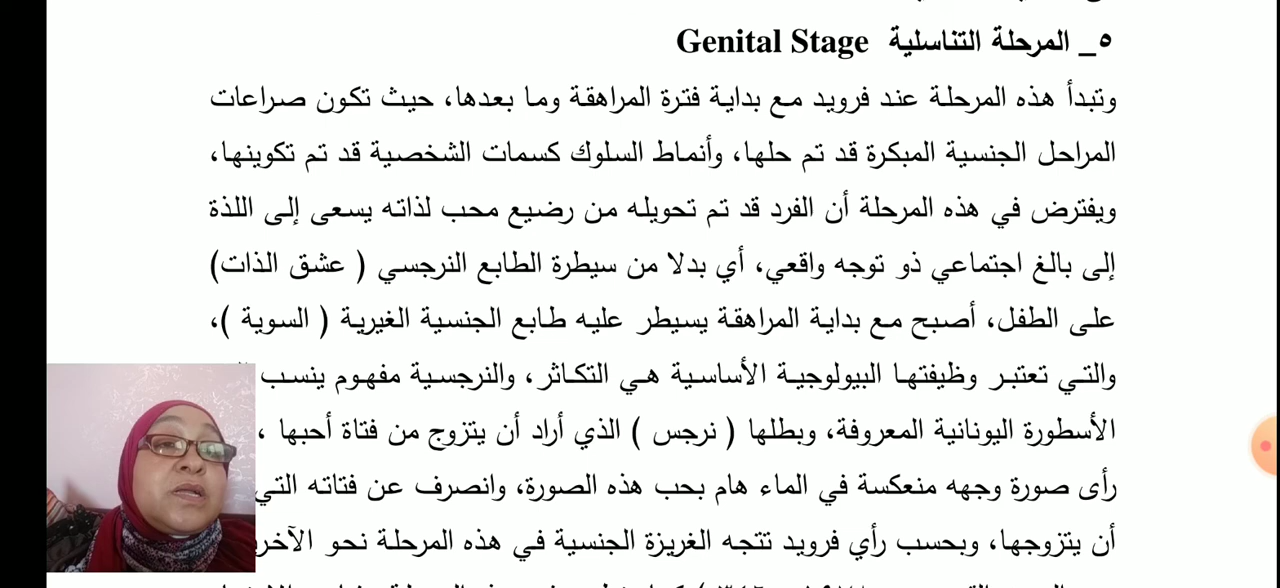 ٥_ المرحلة التناسلية Genital Stage
وتبدأ هذه المرحلة عند فرويد مع بداية فترة المراهقة وما بعدها، حيث تكون صراعات
المراحل الجنسية المبكرة قد تم حلها، وأنماط السلوك كسمات الشخصية قد تم تكوينها،
ويفترض في هذه المرحلة أن الفرد قد تم تحويله من رضيع محب لذاته يسعى إلى اللذة
إلى بالغ اجتماعي ذو توجه واقعي، أي بدلا من سيطرة الطابع النرجسي ( عشق الذات)
على الطفل، أصبح مع بداية المراهقة يسيطر عليه طابع الجنسية الغيرية ( السوية )،
والتي تعتبر وظيفتها البيولوجية الأساسية هي التكاثر، والنرجسية مفهوم ينسب
الأسطورة اليونانية المعروفة، وبطلها ( نرجس ) الذي أراد أن يتزوج من فتاة أحبها ،
رأى صورة وجهه منعكسة في الماء هام بحب هذه الصورة، وانصرف عن فتاته التي
أن يتزوجها، وبحسب رأي فرويد تتجه الغريزة الجنسية في هذه المرحلة نحو الآخر